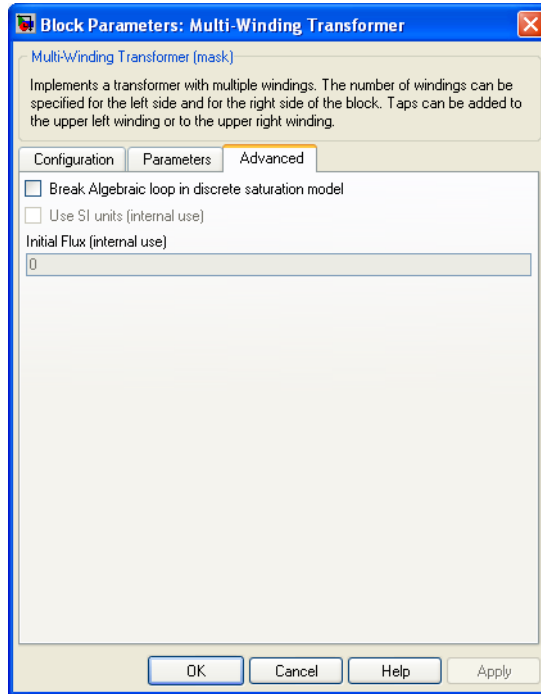 Block Parameters: Multi-Winding Transformer
Multi-Winding Transformer (mask)
Implements a transformer with multiple windings. The number of windings can be
specified for the left side and for the right side of the block. Taps can be added to
the upper left winding or to the upper right winding.
Configuration Parameters Advanced
Break Algebraic loop in discrete saturation model
Use SI units (internal use)
Initial Flux (internal use)
0
OK Cancel Help Apply